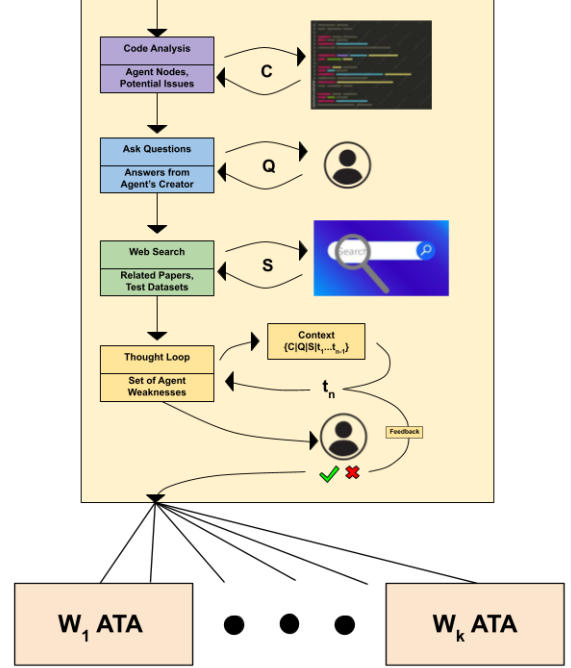 Code Analysis
Agent Nodes,
Potential Issues
C
Ask Questions
Answers from
Agent's Creator
Q
Web Search
Related Papers,
Test Datasets
S
Search
Context
{C|Q|S|t₁...tₙ₋₁}
Thought Loop
Set of Agent
Weaknesses
tₙ
Feedback
W₁ ATA
Wₖ ATA